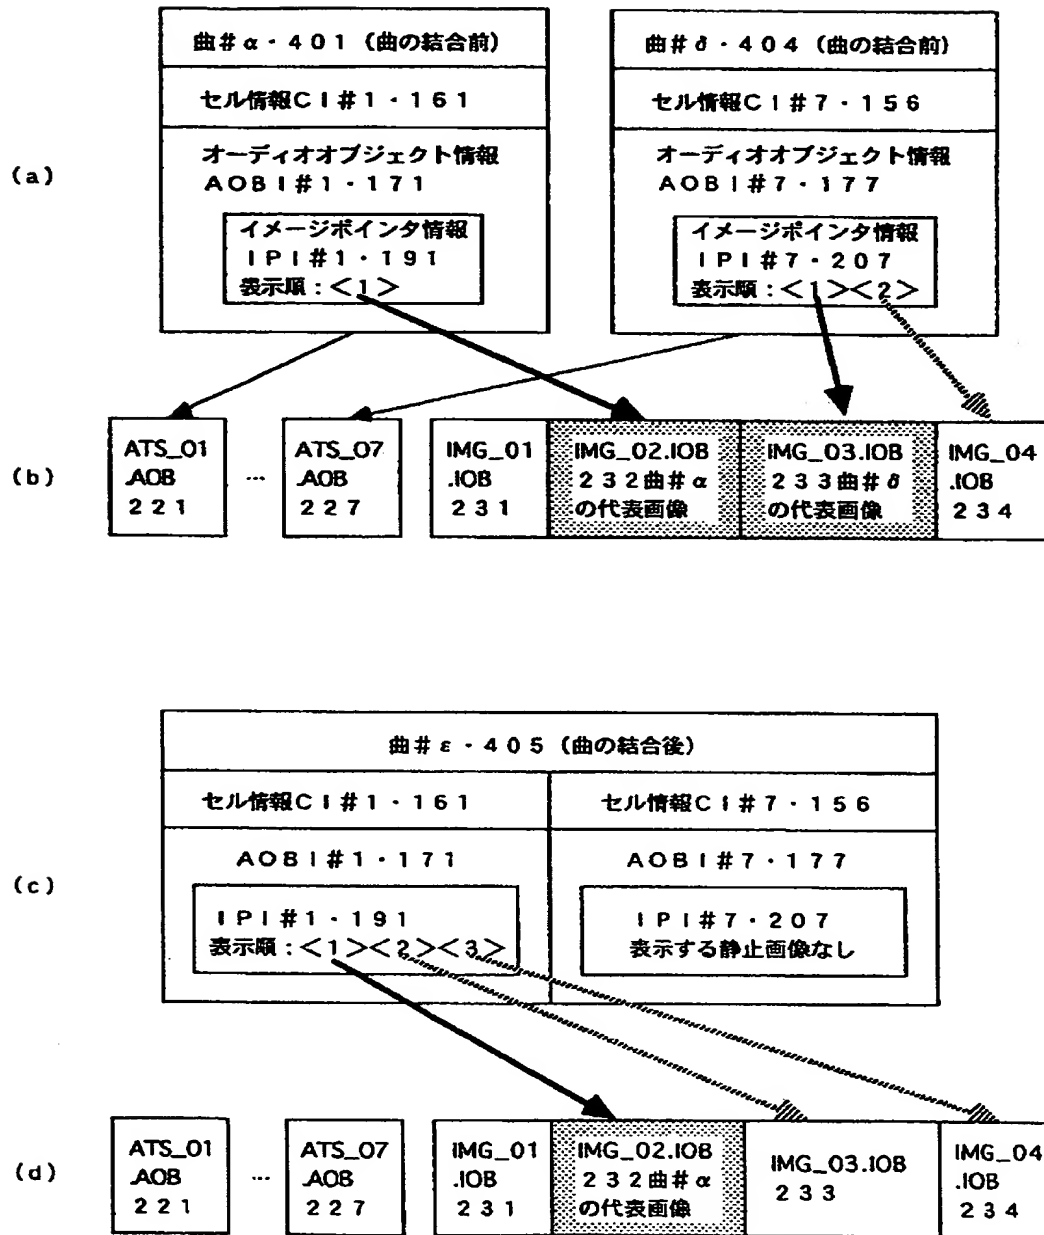 (a)
曲#α・401(曲の結合前)
セル情報CI#1・161
オーディオオブジェクト情報
AOBI#1・171
イメージポインタ情報
IPI#1・191
表示順:<1>
曲#δ・404(曲の結合前)
セル情報CI#7・156
オーディオオブジェクト情報
AOBI#7・177
イメージポインタ情報
IPI#7・207
表示順:<1><2>
(b)
ATS_01
.AOB
221
...
ATS_07
.AOB
227
IMG_01
.IOB
231
IMG_02.IOB
232曲#α
の代表画像
IMG_03.IOB
233曲#δ
の代表画像
IMG_04
.IOB
234
(c)
曲#ε・405(曲の結合後)
セル情報CI#1・161
AOBI#1・171
IPI#1・191
表示順:<1><2><3>
セル情報CI#7・156
AOBI#7・177
IPI#7・207
表示する静止画像なし
(d)
ATS_01
.AOB
221
...
ATS_07
.AOB
227
IMG_01
.IOB
231
IMG_02.IOB
232曲#α
の代表画像
IMG_03.IOB
233
IMG_04
.IOB
234